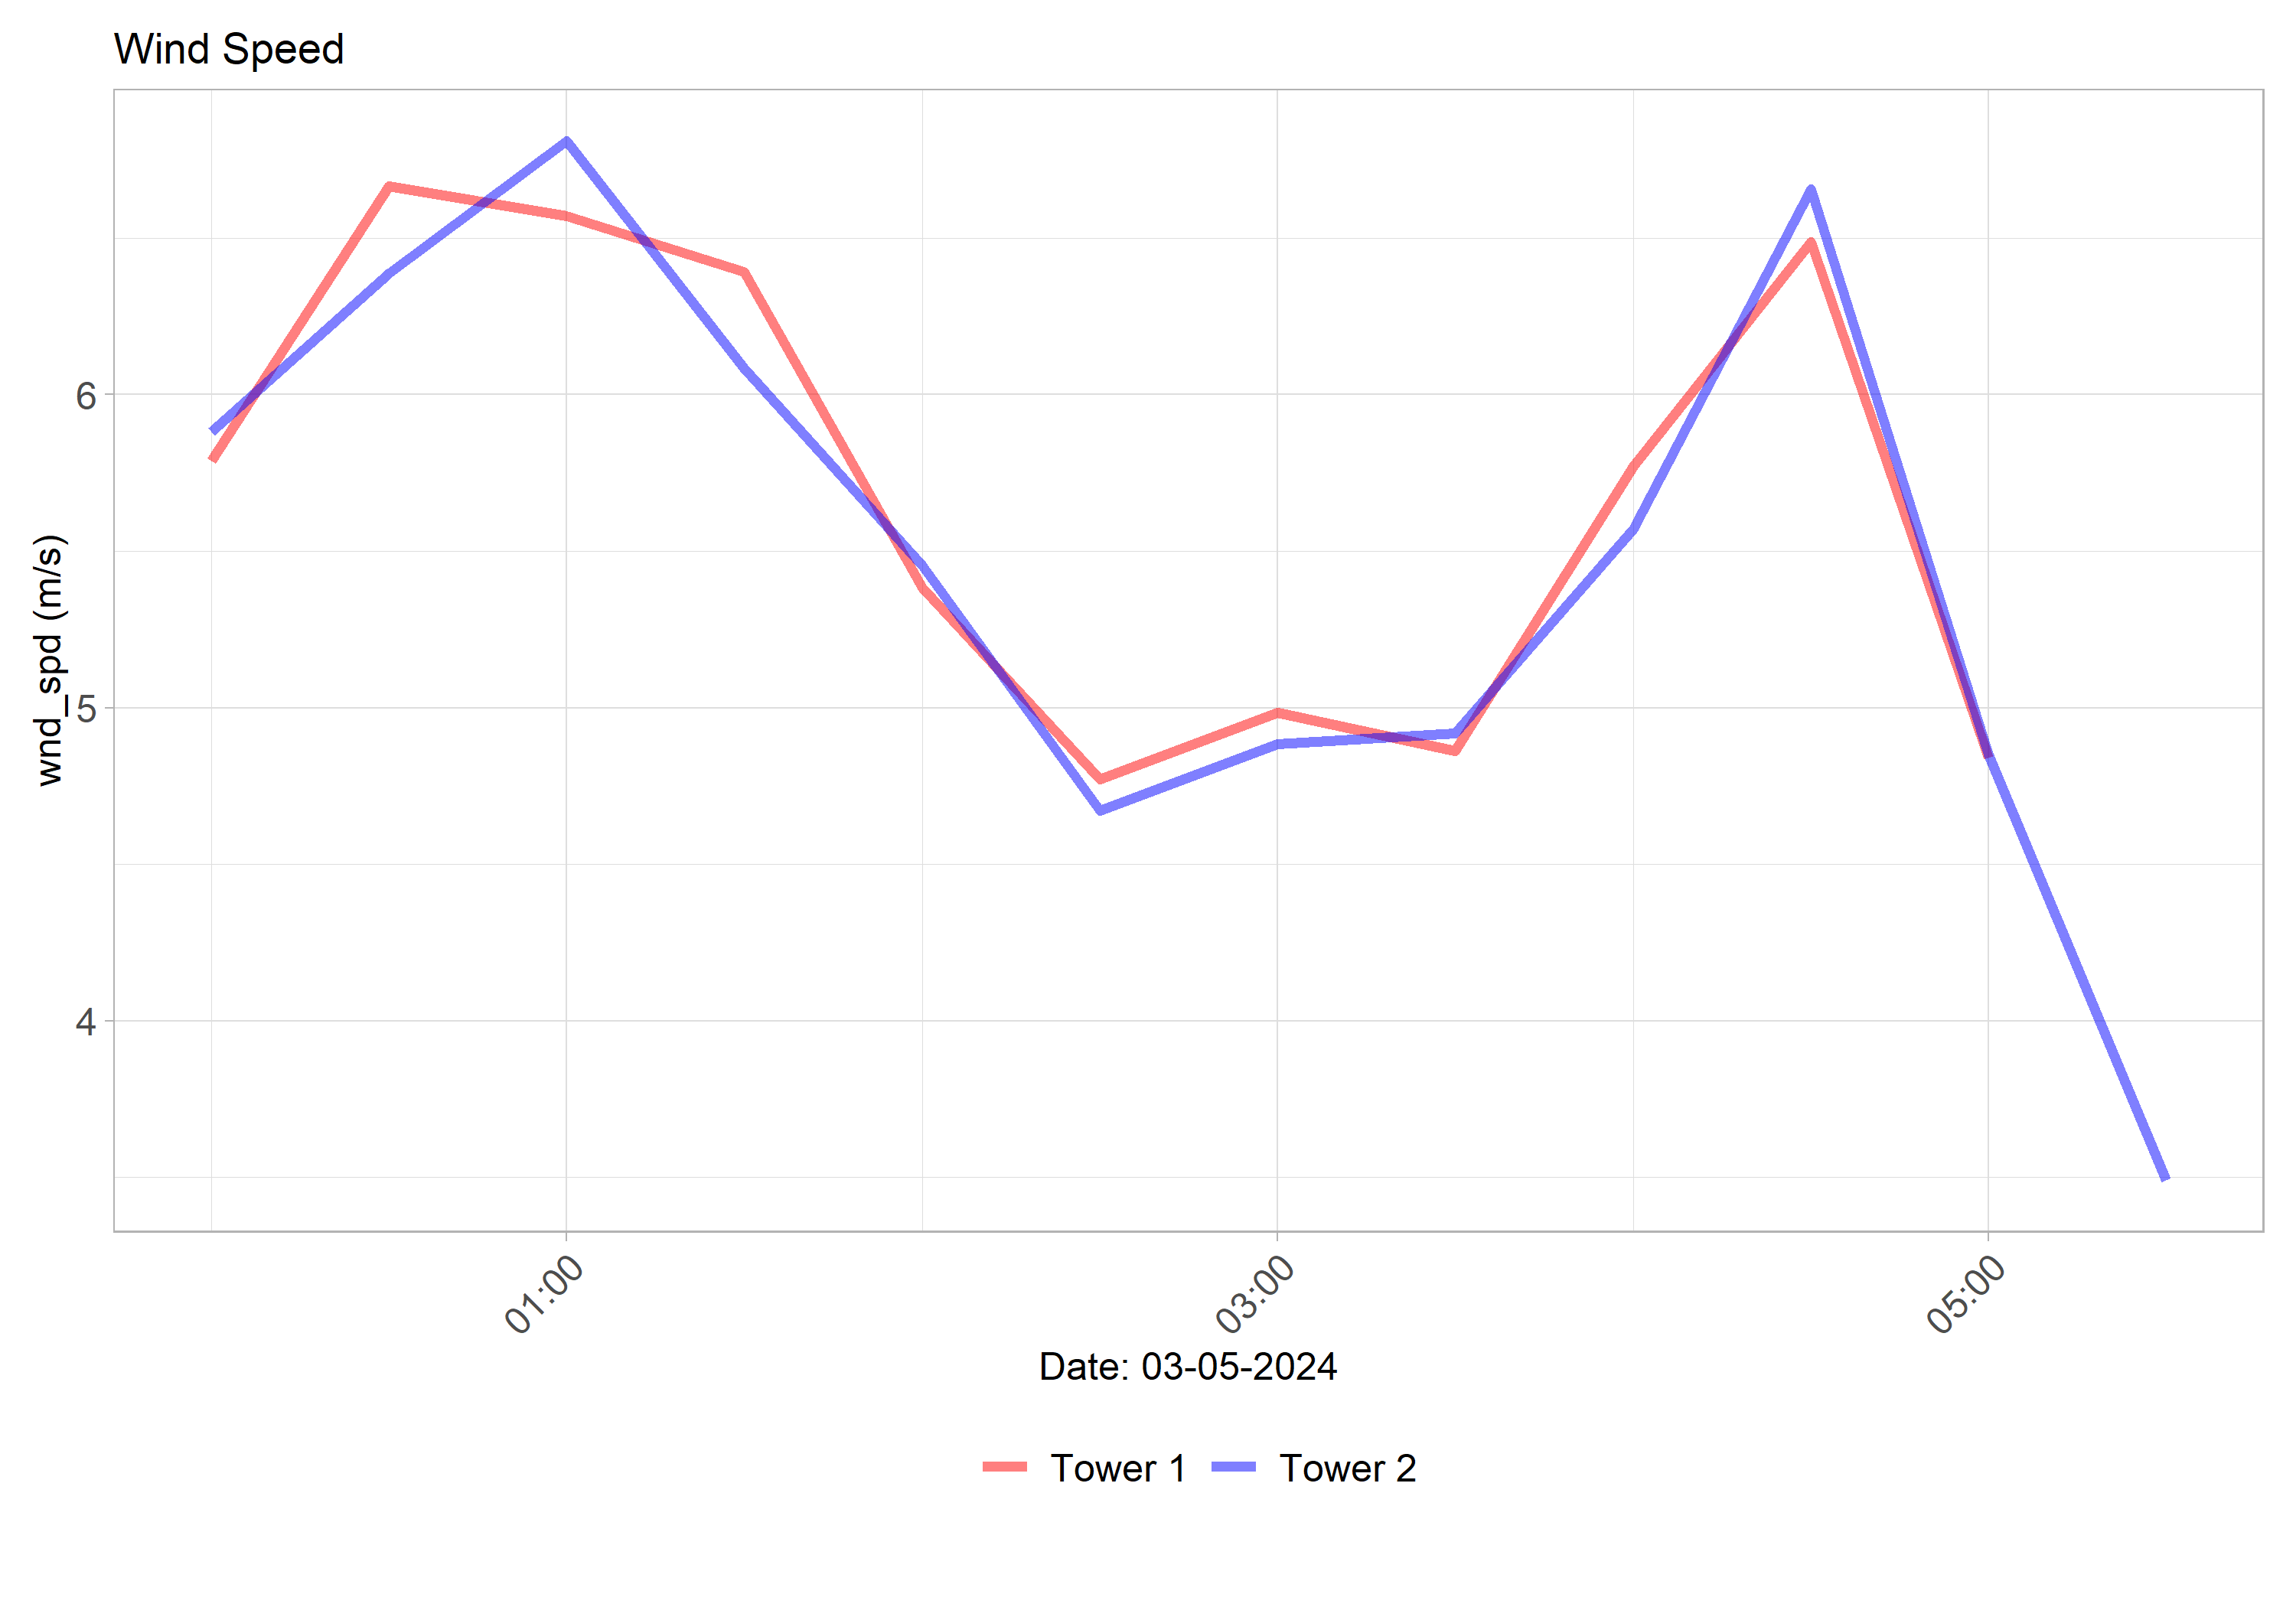 Wind Speed
wnd_spd (m/s)
6
5
4
01:00
03:00
05:00
Date: 03-05-2024
Tower 1
Tower 2